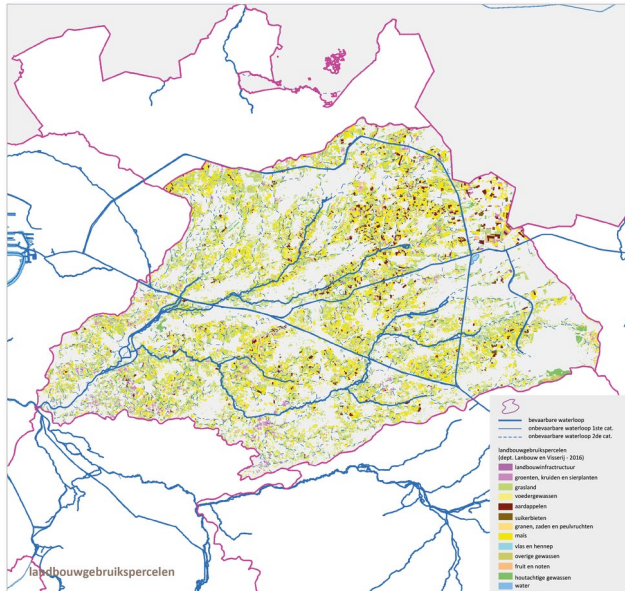 bevaarbare waterloop
onbevaarbare waterloop 1ste cat.
onbevaarbare waterloop 2de cat.
landbouwgebruikspercelen
(dept. Lanbouw en Visserij - 2016)
landbouwinfractructuur
groenten, kruiden en sierplanten
grasland
voedergewassen
aardappelen
suikerbieten
granen, zaden en peulvruchten
maïs
vlas en hennep
overige gewassen
fruit en noten
houtachtige gewassen
water
landbouwgebruikspercelen